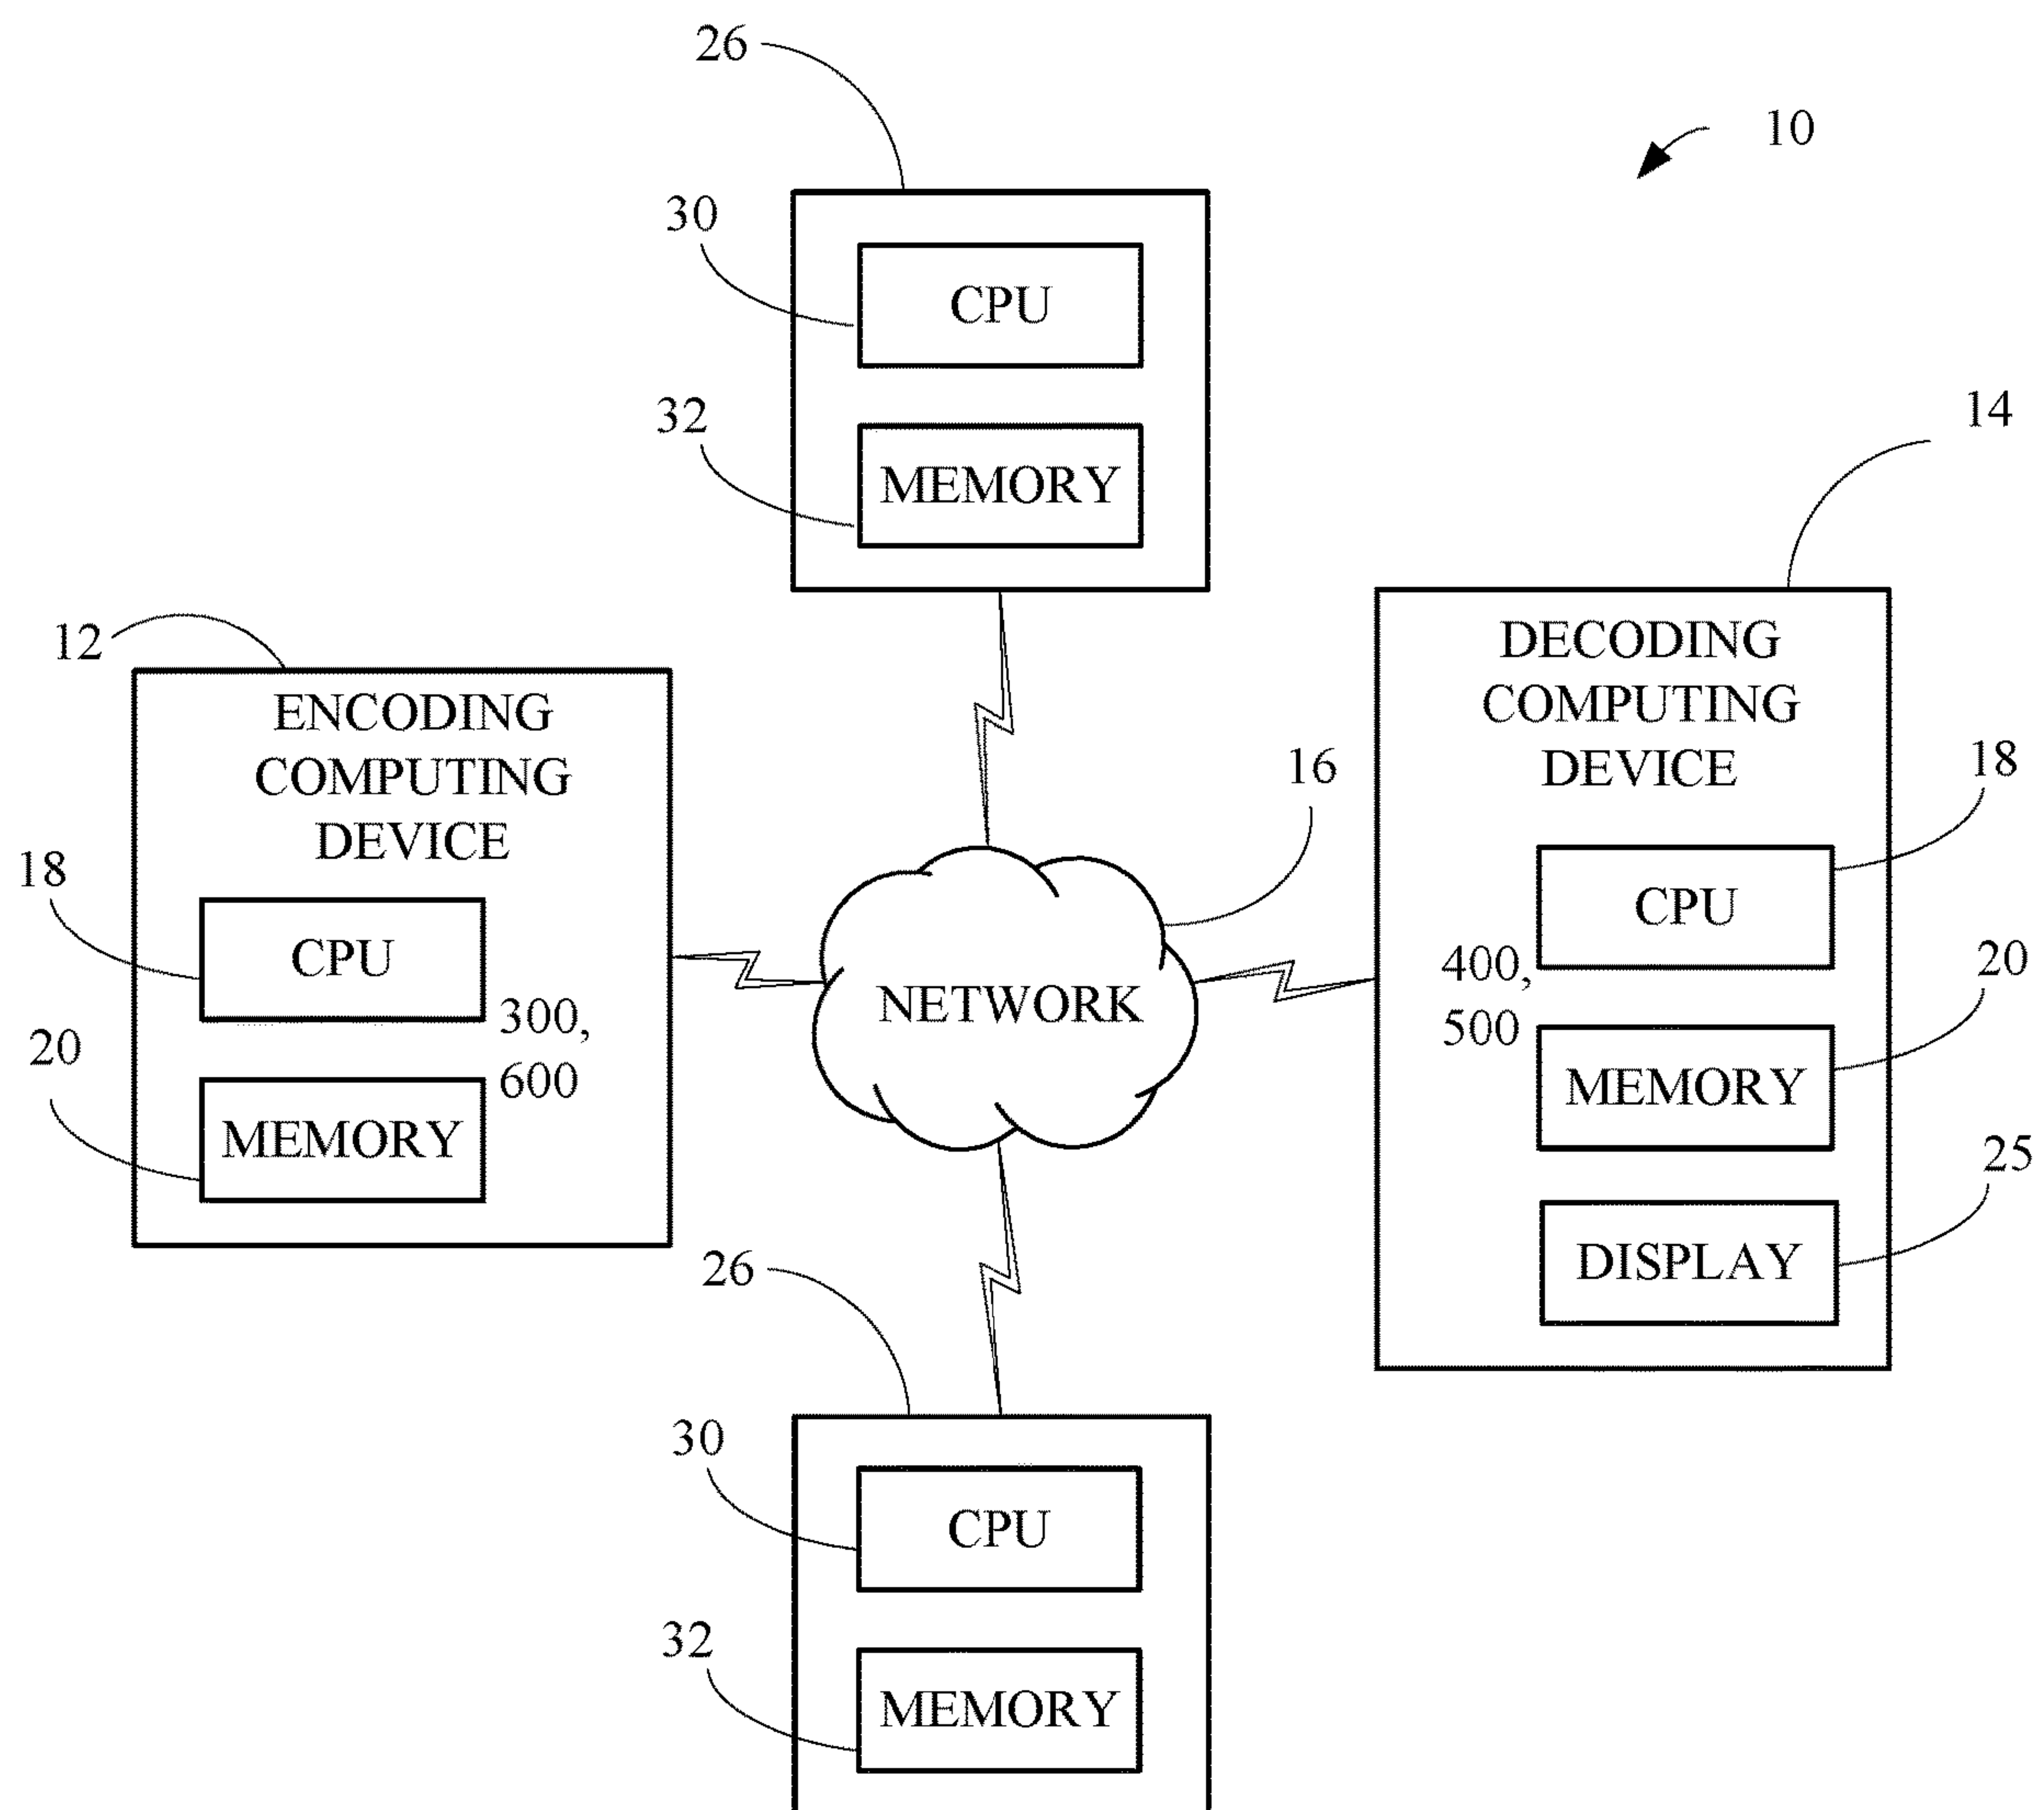 26
10
30
CPU
32
MEMORY
14
12
ENCODING
COMPUTING
DEVICE
18
CPU
300,
600
20
MEMORY
16
NETWORK
DECODING
COMPUTING
DEVICE
18
CPU
400,
500
20
MEMORY
25
DISPLAY
26
30
CPU
32
MEMORY